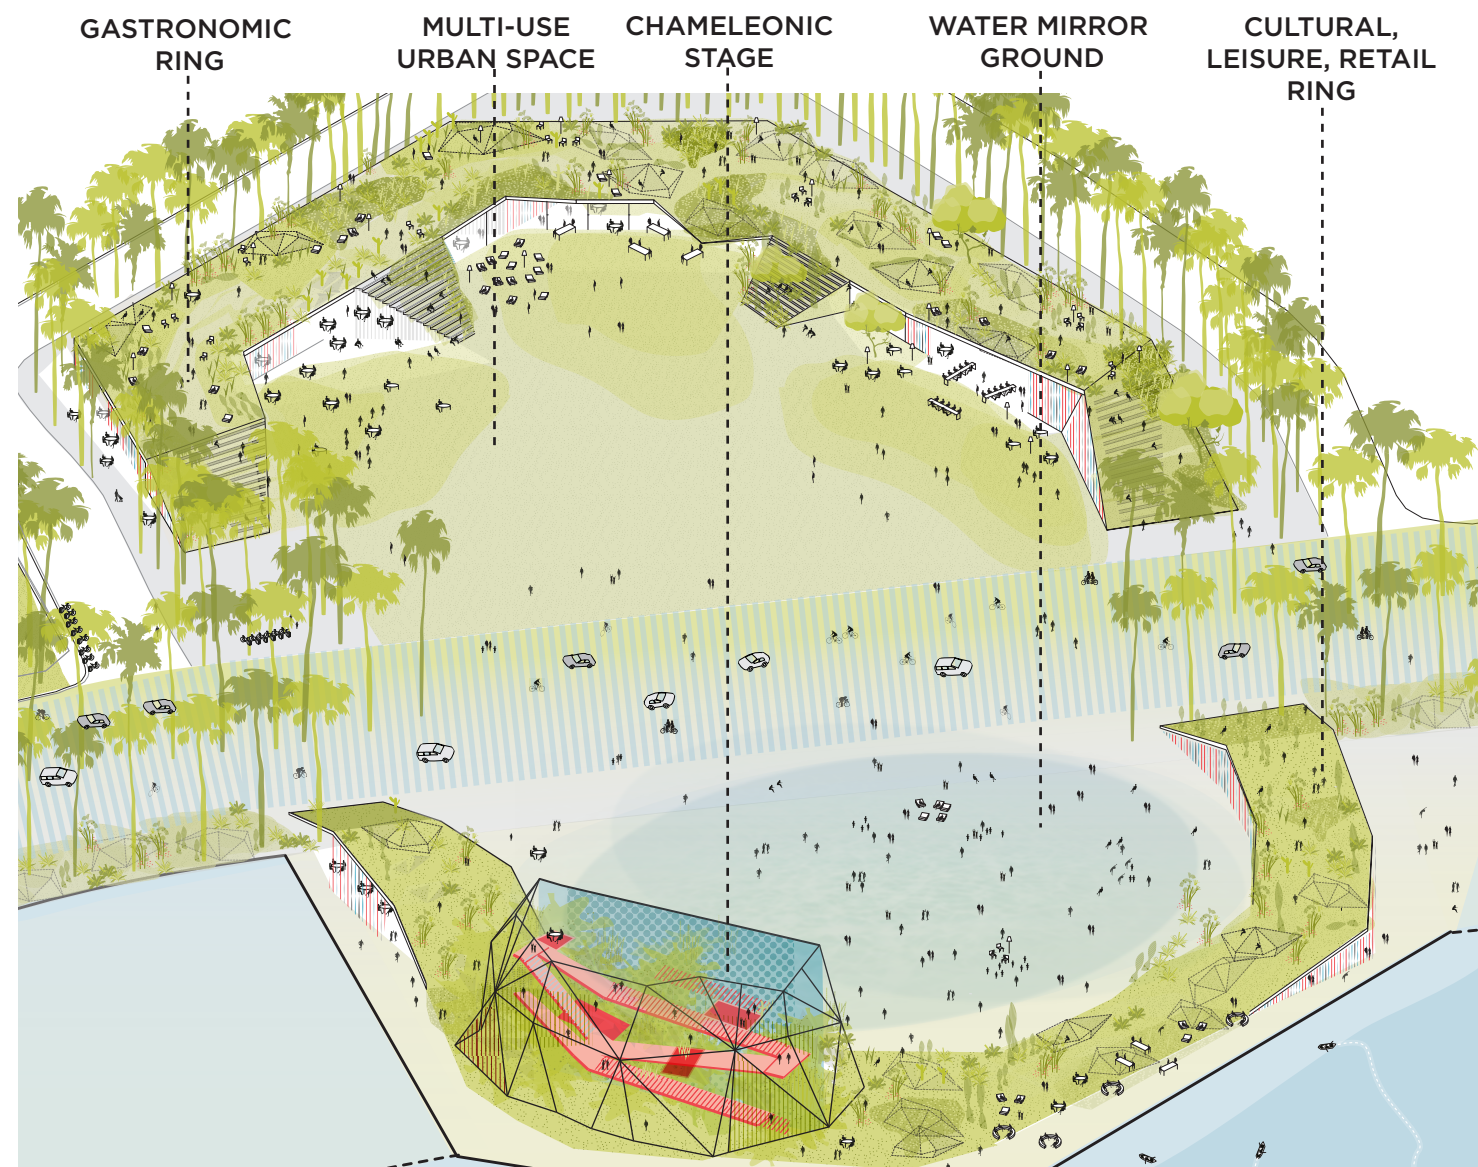 GASTRONOMIC
RING
MULTI-USE
URBAN SPACE
CHAMELEONIC
STAGE
WATER MIRROR
GROUND
CULTURAL,
LEISURE, RETAIL
RING